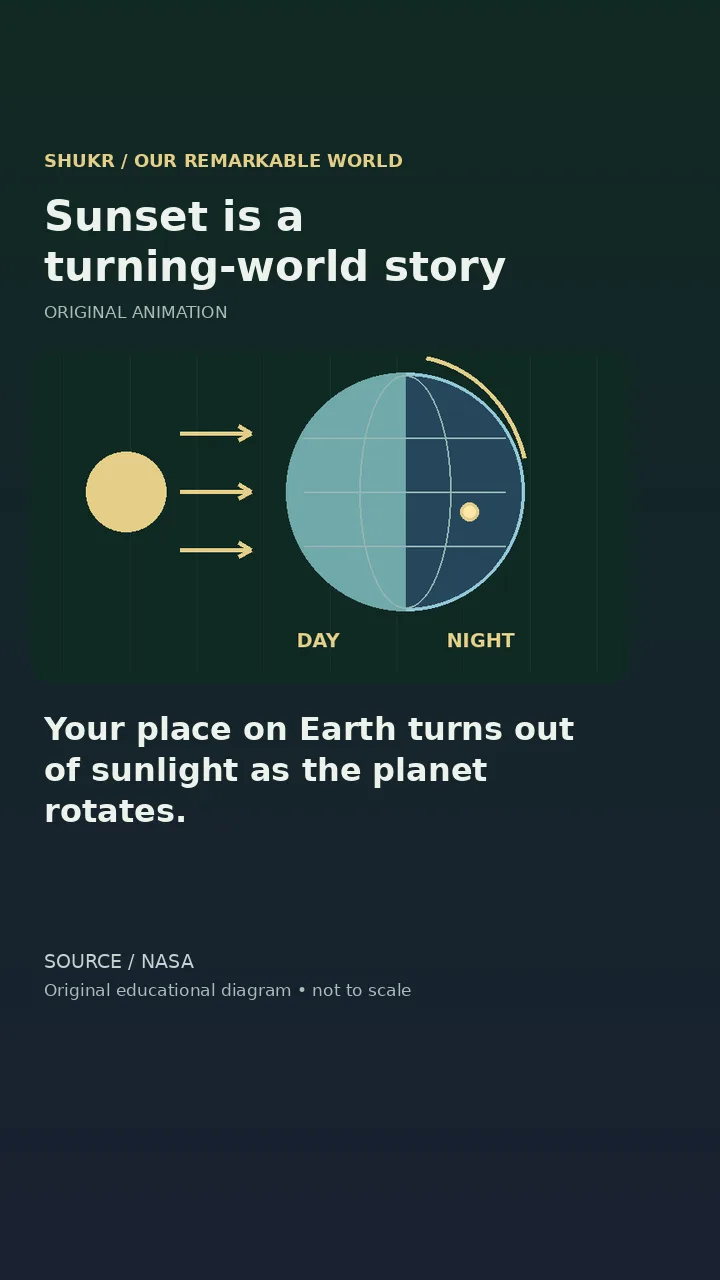 SHUKR / OUR REMARKABLE WORLD
Sunset is a
turning-world story
ORIGINAL ANIMATION
DAY
NIGHT
Your place on Earth turns out
of sunlight as the planet
rotates.
SOURCE / NASA
Original educational diagram • not to scale